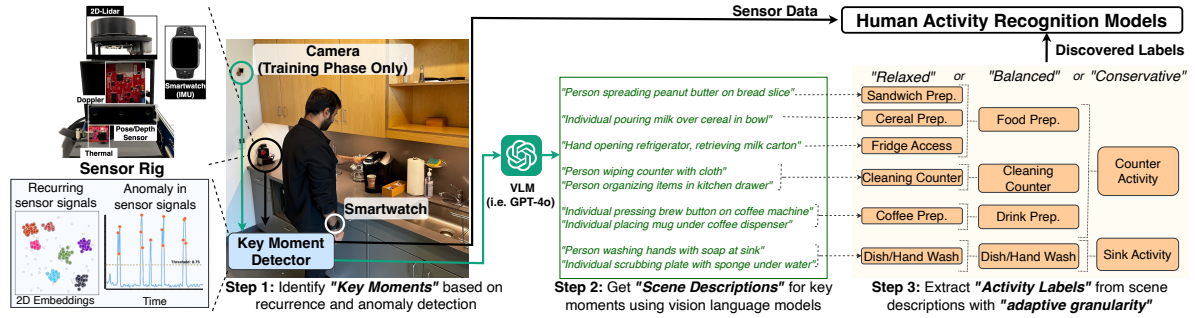 2D-Lidar
Smartwatch
(IMU)
Doppler
Pose/Depth
Sensor
Thermal
Sensor Rig
Recurring
sensor signals
Anomaly in
sensor signals
Threshold: 0.75
2D Embeddings
Time
Camera
(Training Phase Only)
Smartwatch
Key Moment
Detector
Step 1: Identify "Key Moments" based on
recurrence and anomaly detection
Sensor Data
VLM
(i.e. GPT-4o)
"Person spreading peanut butter on bread slice"
"Individual pouring milk over cereal in bowl"
"Hand opening refrigerator, retrieving milk carton"
"Person wiping counter with cloth"
"Person organizing items in kitchen drawer"
"Individual pressing brew button on coffee machine"
"Individual placing mug under coffee dispenser"
"Person washing hands with soap at sink"
"Individual scrubbing plate with sponge under water"
Step 2: Get "Scene Descriptions" for key
moments using vision language models
Human Activity Recognition Models
Discovered Labels
"Relaxed" or "Balanced" or "Conservative"
Sandwich Prep.
Cereal Prep.
Fridge Access
Cleaning Counter
Coffee Prep.
Dish/Hand Wash
Food Prep.
Cleaning
Counter
Drink Prep.
Dish/Hand Wash
Counter
Activity
Sink Activity
Step 3: Extract "Activity Labels" from scene
descriptions with "adaptive granularity"